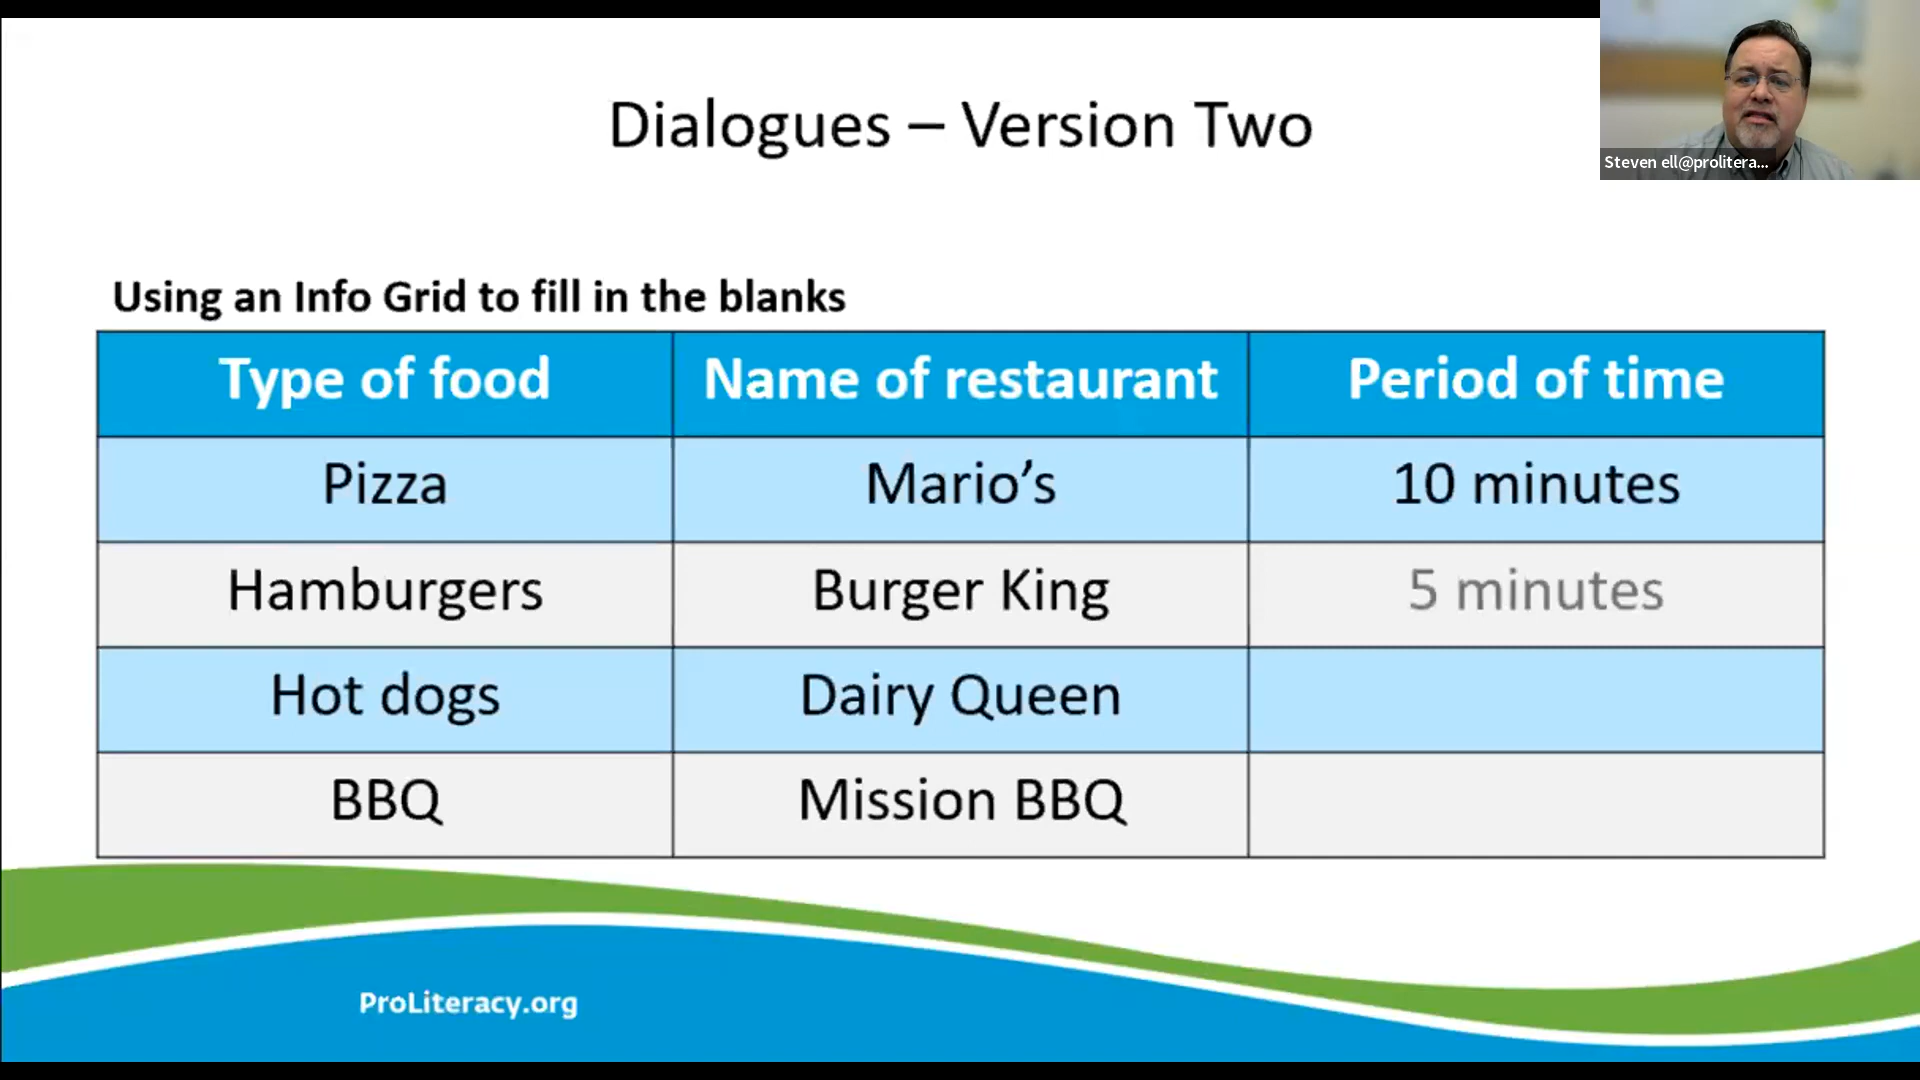 Dialogues – Version Two
Steven ell@prolitera...
Using an Info Grid to fill in the blanks
Type of food Name of restaurant Period of time
Pizza Mario’s 10 minutes
Hamburgers Burger King 5 minutes
Hot dogs Dairy Queen
BBQ Mission BBQ
ProLiteracy.org